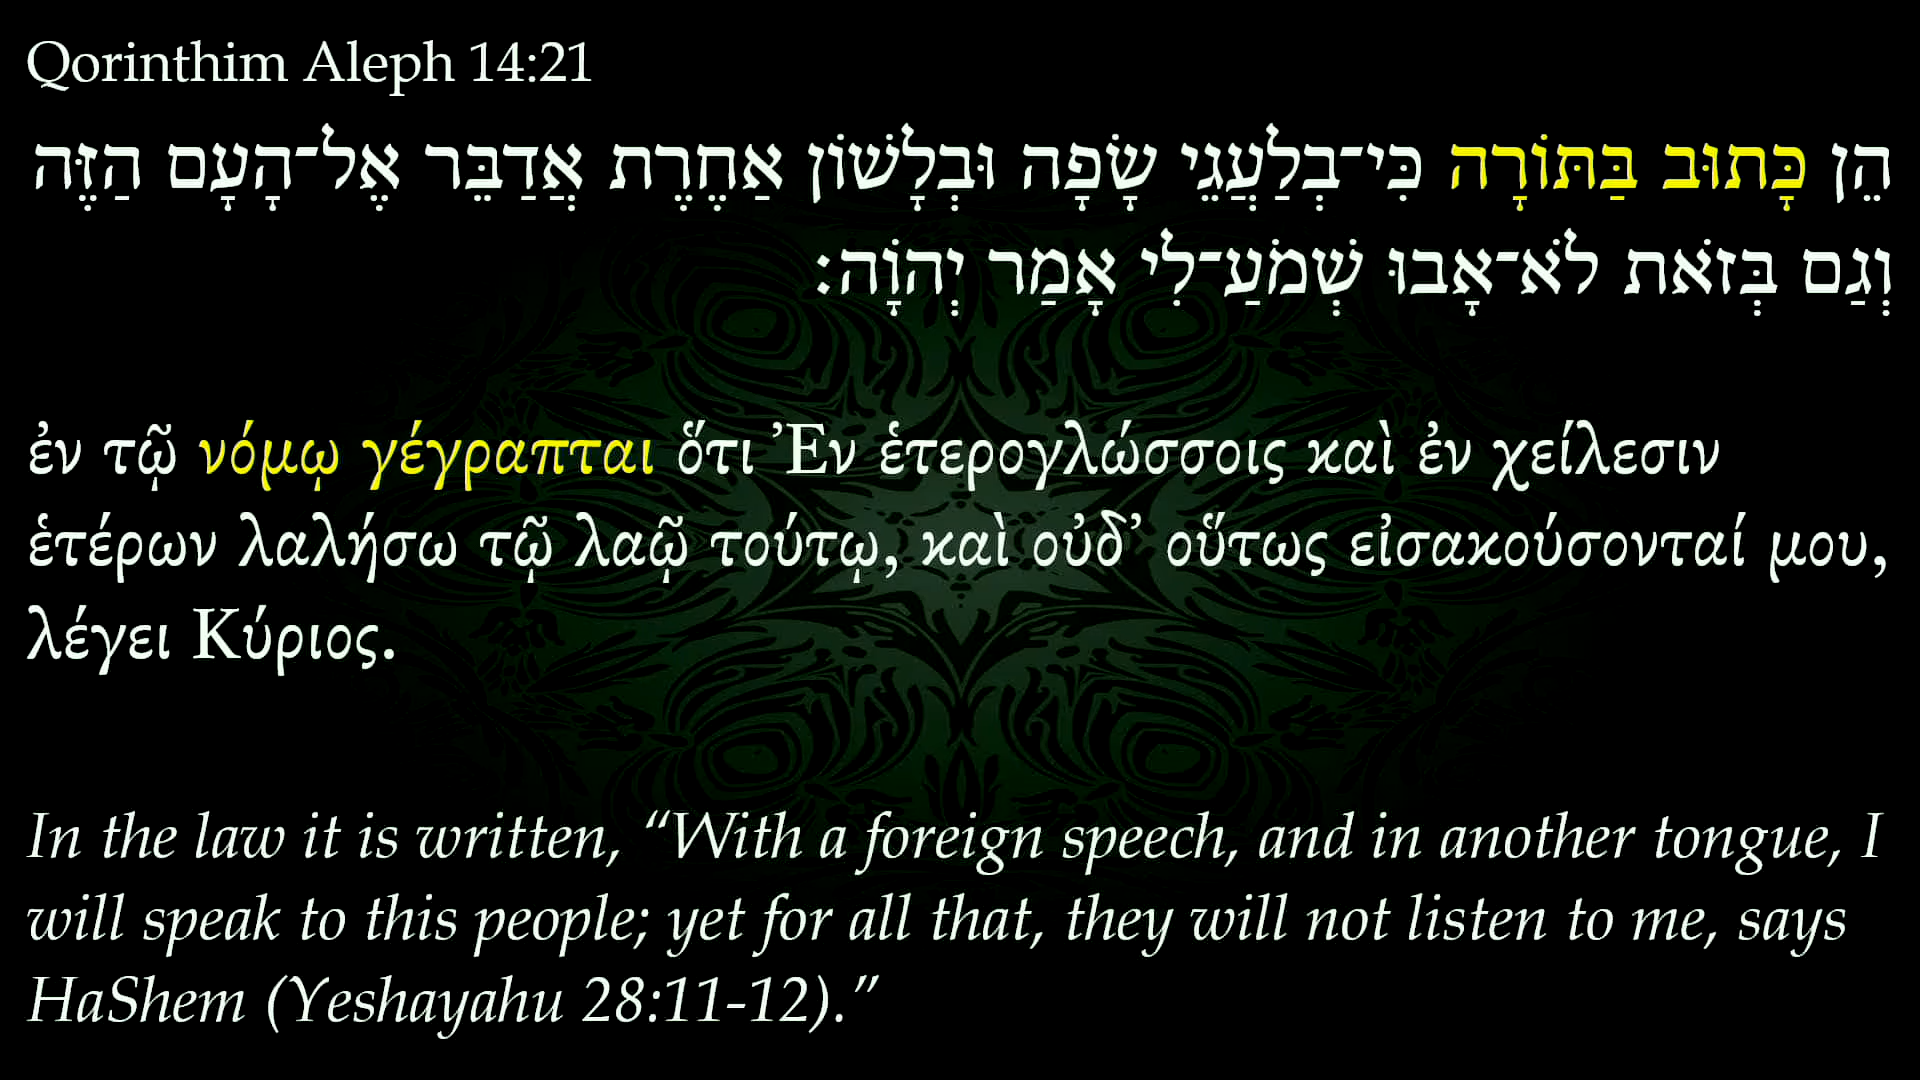 Qorinthim Aleph 14:21
הֵן כָּתוּב בַּתּוֹרָה כִּי־בְלַעֲגֵי שָׂפָה וּבְלָשׁוֹן אַחֶרֶת אֲדַבֵּר אֶל־הָעָם הַזֶּה
וְגַם בְּזֹאת לֹא־אָבוּ שְׁמֹעַ־לִי אָמַר יְהוָֹה׃
ἐν τῷ νόμῳ γέγραπται ὅτι Ἐν ἑτερογλώσσοις καὶ ἐν χείλεσιν
ἑτέρων λαλήσω τῷ λαῷ τούτῳ, καὶ οὐδ’ οὕτως εἰσακούσονταί μου,
λέγει Κύριος.
In the law it is written, “With a foreign speech, and in another tongue, I
will speak to this people; yet for all that, they will not listen to me, says
HaShem (Yeshayahu 28:11-12).”